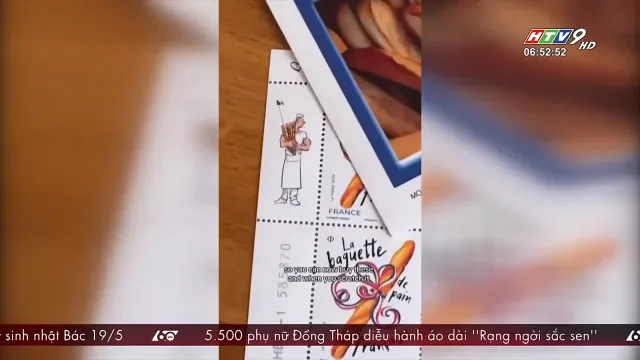 HTV9 HD
06:52:52
FRANCE
La
baguette
de
pain
so you can now buy these
and when you scratch it
585870
sinh nhật Bác 19/5
60
5.500 phụ nữ Đồng Tháp diễu hành áo dài "Rạng ngời sắc sen"